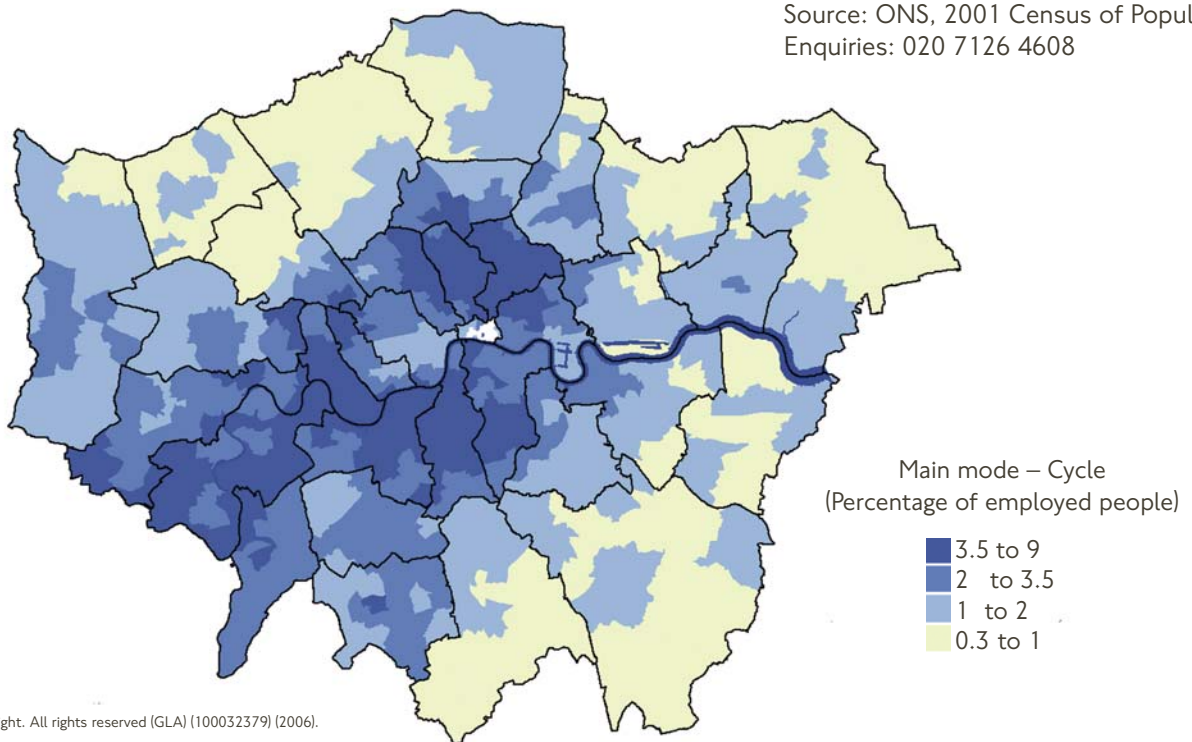 Source: ONS, 2001 Census of Popul
Enquiries: 020 7126 4608
Main mode – Cycle
(Percentage of employed people)
3.5 to 9
2 to 3.5
1 to 2
0.3 to 1
ght. All rights reserved (GLA) (100032379) (2006).